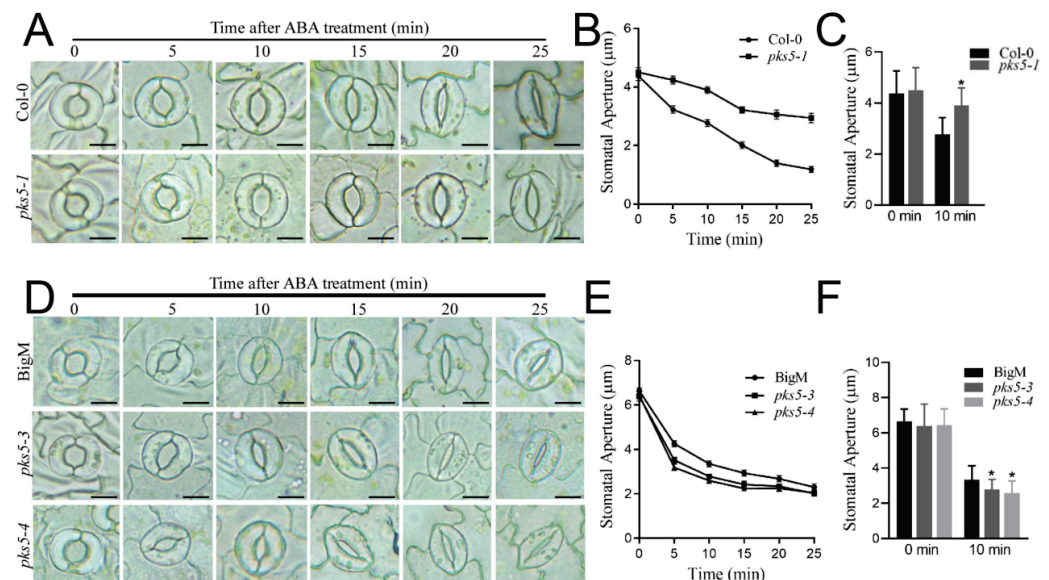 A
Time after ABA treatment (min)
0 5 10 15 20 25
Col-0
pks5-1
B
Stomatal Aperture (μm)
6
4
2
0
0 5 10 15 20 25
Time (min)
Col-0
pks5-1
C
Stomatal Aperture (μm)
6
4
2
0
0 min 10 min
*
Col-0
pks5-1
D
Time after ABA treatment (min)
0 5 10 15 20 25
BigM
pks5-3
pks5-4
E
Stomatal Aperture (μm)
8
6
4
2
0
0 5 10 15 20 25
Time (min)
BigM
pks5-3
pks5-4
F
Stomatal Aperture (μm)
10
8
6
4
2
0
0 min 10 min
* *
BigM
pks5-3
pks5-4